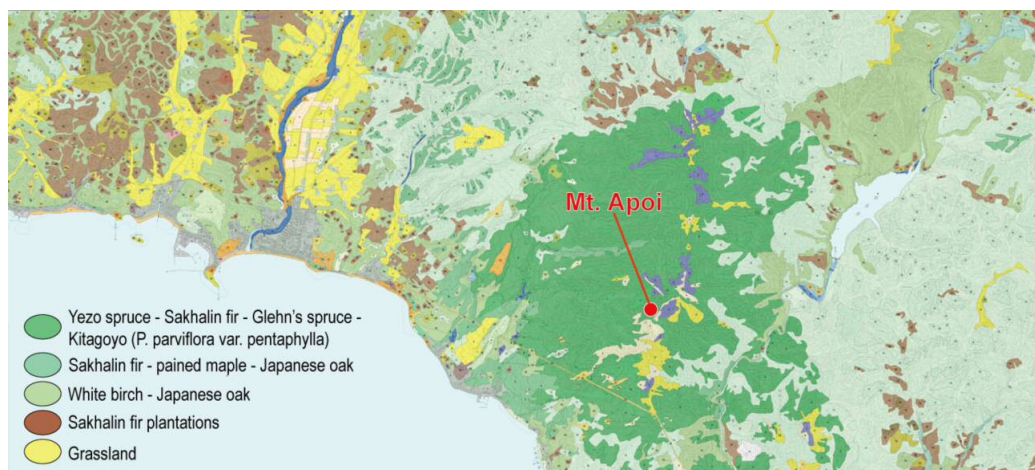 Mt. Apoi
Yezo spruce - Sakhalin fir - Glehn's spruce -
Kitagoyo (P. parviflora var. pentaphylla)
Sakhalin fir - pained maple - Japanese oak
White birch - Japanese oak
Sakhalin fir plantations
Grassland